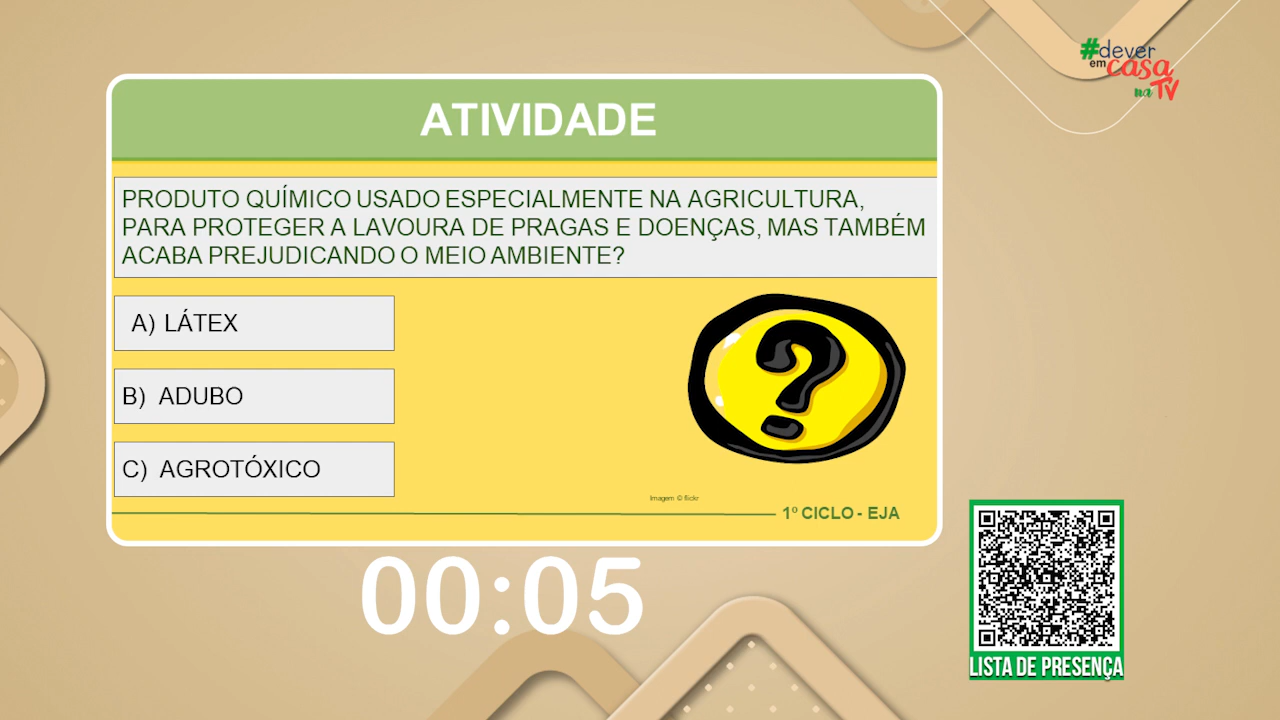 #dever
em casa
na TV
ATIVIDADE
PRODUTO QUÍMICO USADO ESPECIALMENTE NA AGRICULTURA,
PARA PROTEGER A LAVOURA DE PRAGAS E DOENÇAS, MAS TAMBÉM
ACABA PREJUDICANDO O MEIO AMBIENTE?
A) LÁTEX
B) ADUBO
C) AGROTÓXICO
?
Imagem © flickr
1º CICLO - EJA
00:05
LISTA DE PRESENÇA